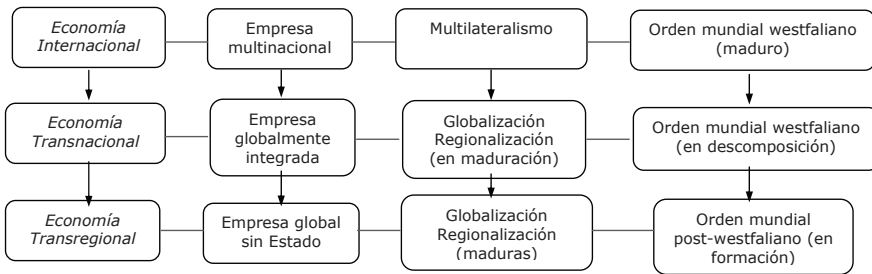 Economía
Internacional
Empresa
multinacional
Multilateralismo
Orden mundial westfaliano
(maduro)
Economía
Transnacional
Empresa
globalmente
integrada
Globalización
Regionalización
(en maduración)
Orden mundial westfaliano
(en descomposición)
Economía
Transregional
Empresa global
sin Estado
Globalización
Regionalización
(maduras)
Orden mundial
post-westfaliano (en
formación)